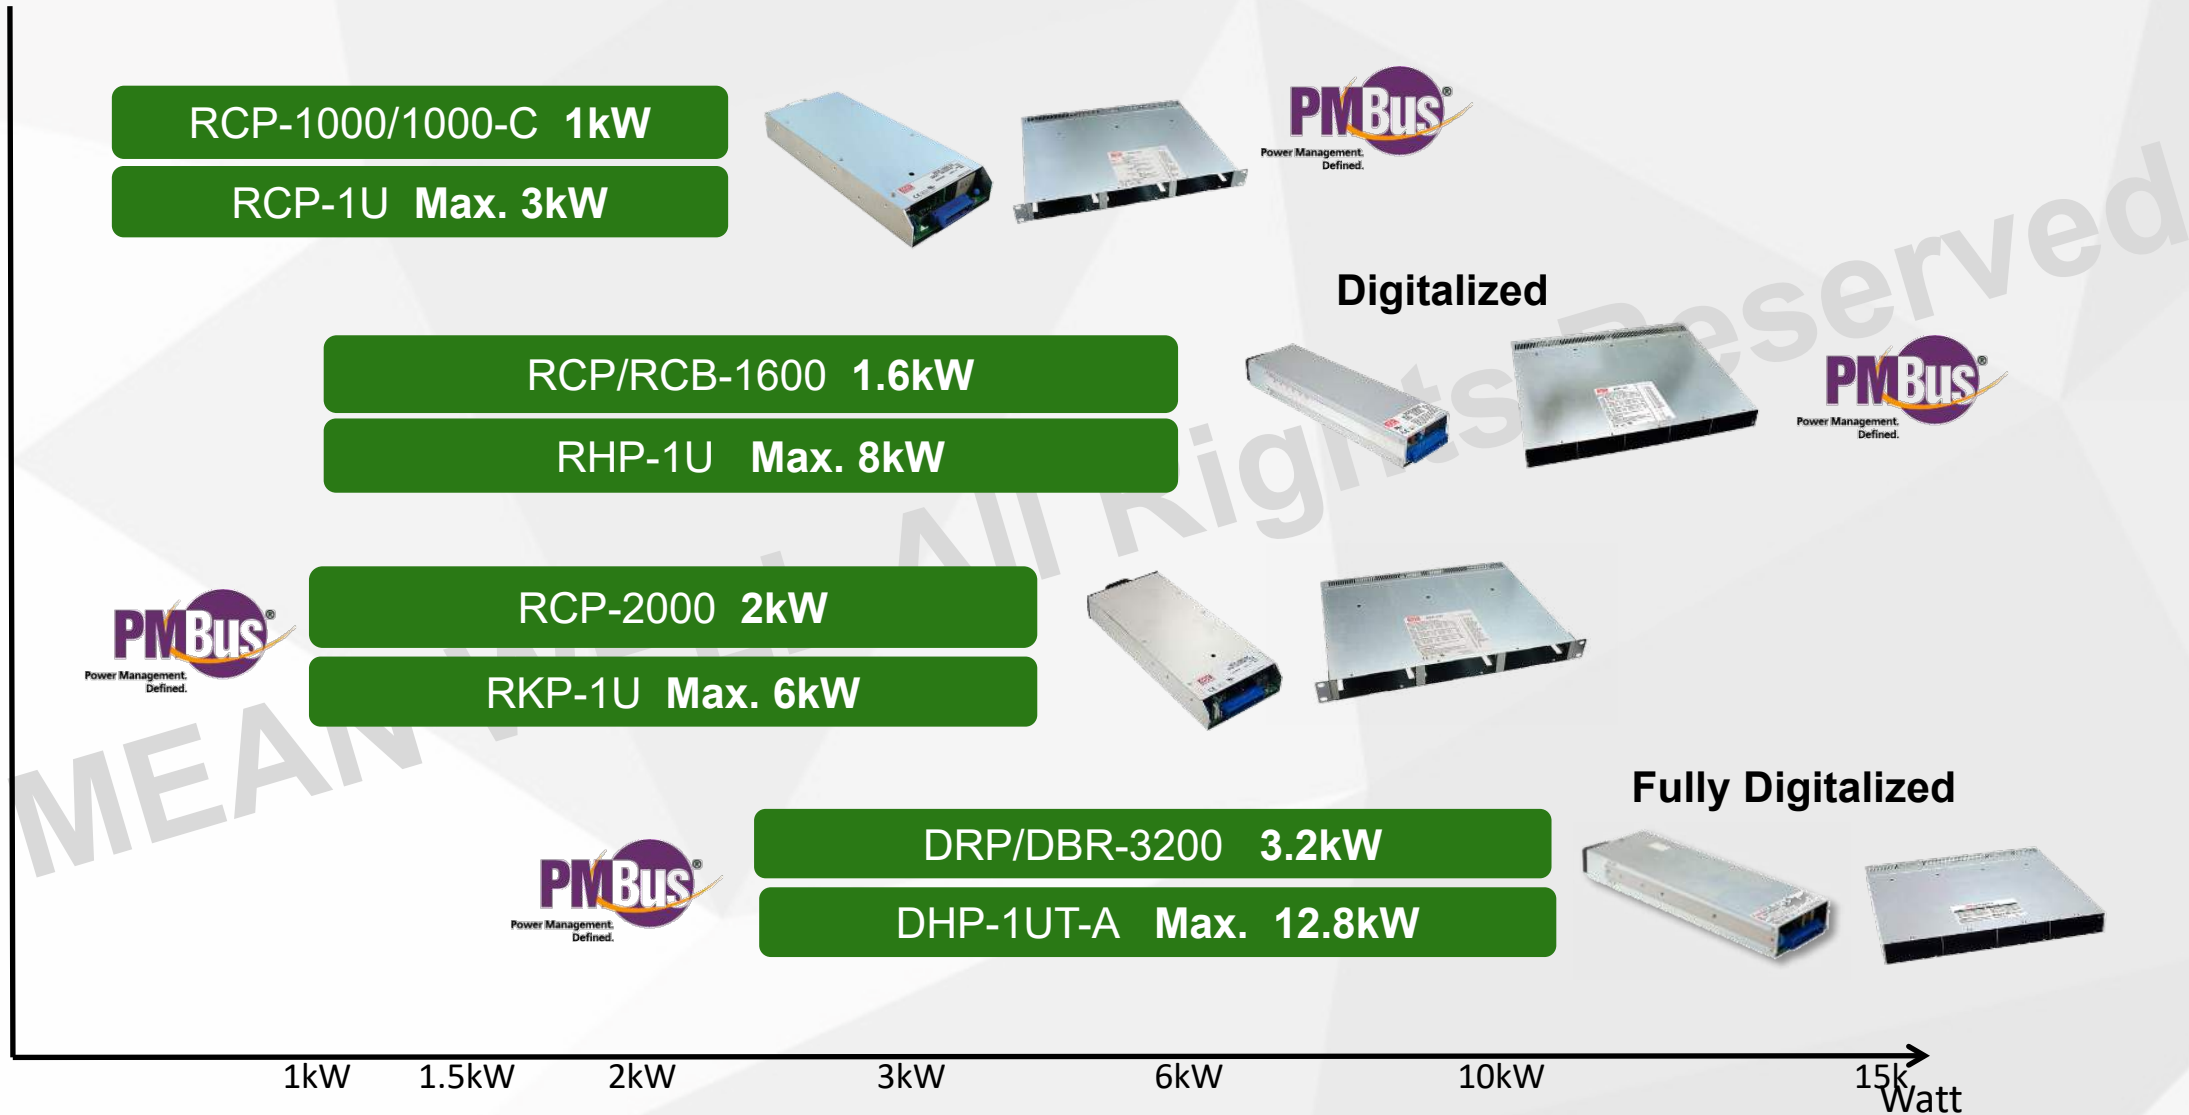 RCP-1000/1000-C 1kW
RCP-1U Max. 3kW
PMBus®
Power Management.
Defined.
Digitalized
RCP/RCB-1600 1.6kW
RHP-1U Max. 8kW
PMBus®
Power Management.
Defined.
PMBus®
Power Management.
Defined.
RCP-2000 2kW
RKP-1U Max. 6kW
Fully Digitalized
PMBus®
Power Management.
Defined.
DRP/DBR-3200 3.2kW
DHP-1UT-A Max. 12.8kW
MEAN WELL All Rights Reserved
1kW 1.5kW 2kW 3kW 6kW 10kW 15k
Watt